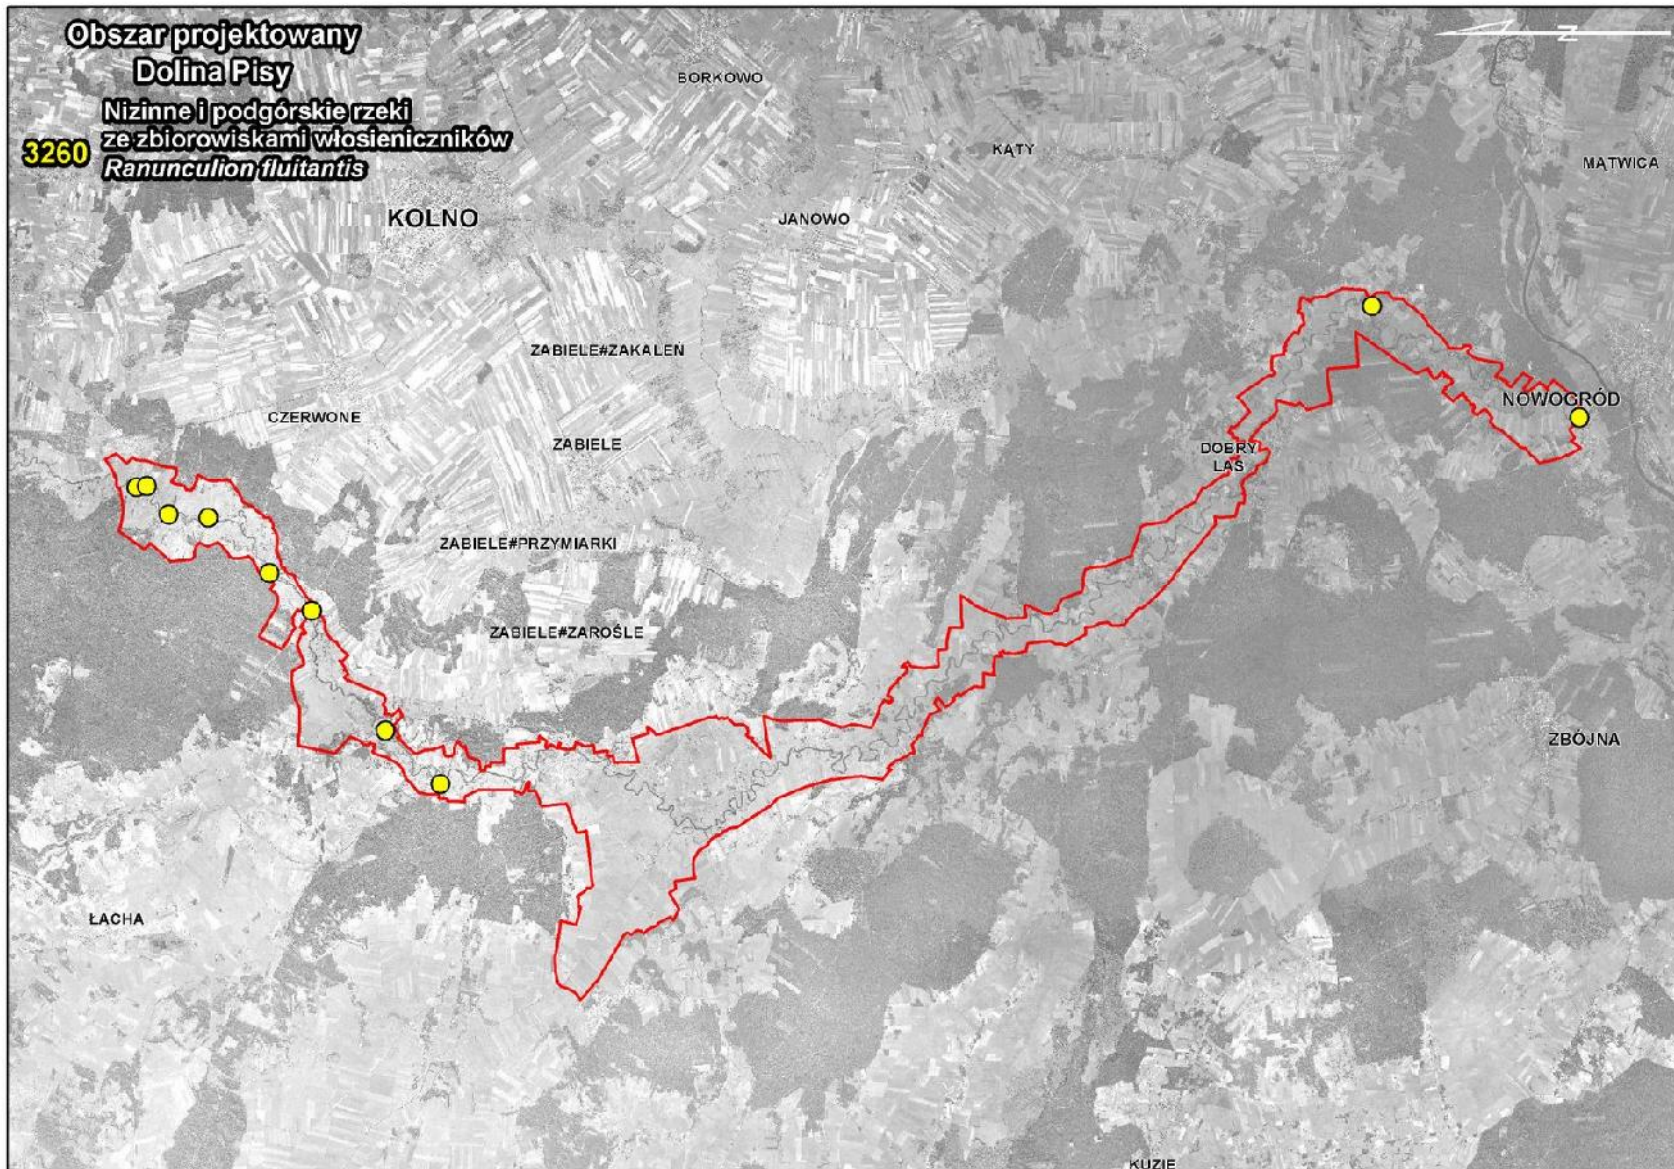 Obszar projektowany
Dolina Pisy
3260
Nizinne i podgórskie rzeki
ze zbiorowiskami włosieniczników
Ranunculion fluitantis
N
BORKOWO
KĄTY
MĄTWICA
KOLNO
JANOWO
ZABIELE#ZAKALEŃ
NOWOGRÓD
CZERWONE
ZABIELE
DOBRY
LAS
ZABIELE#PRZYMIARKI
ZABIELE#ZAROŚLE
ZBÓJNA
ŁACHA
KUZIE